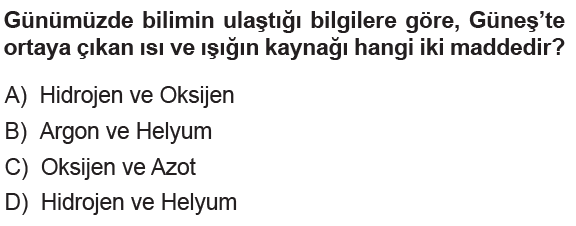 Günümüzde bilimin ulaştığı bilgilere göre, Güneş’te
ortaya çıkan ısı ve ışığın kaynağı hangi iki maddedir?
A) Hidrojen ve Oksijen
B) Argon ve Helyum
C) Oksijen ve Azot
D) Hidrojen ve Helyum